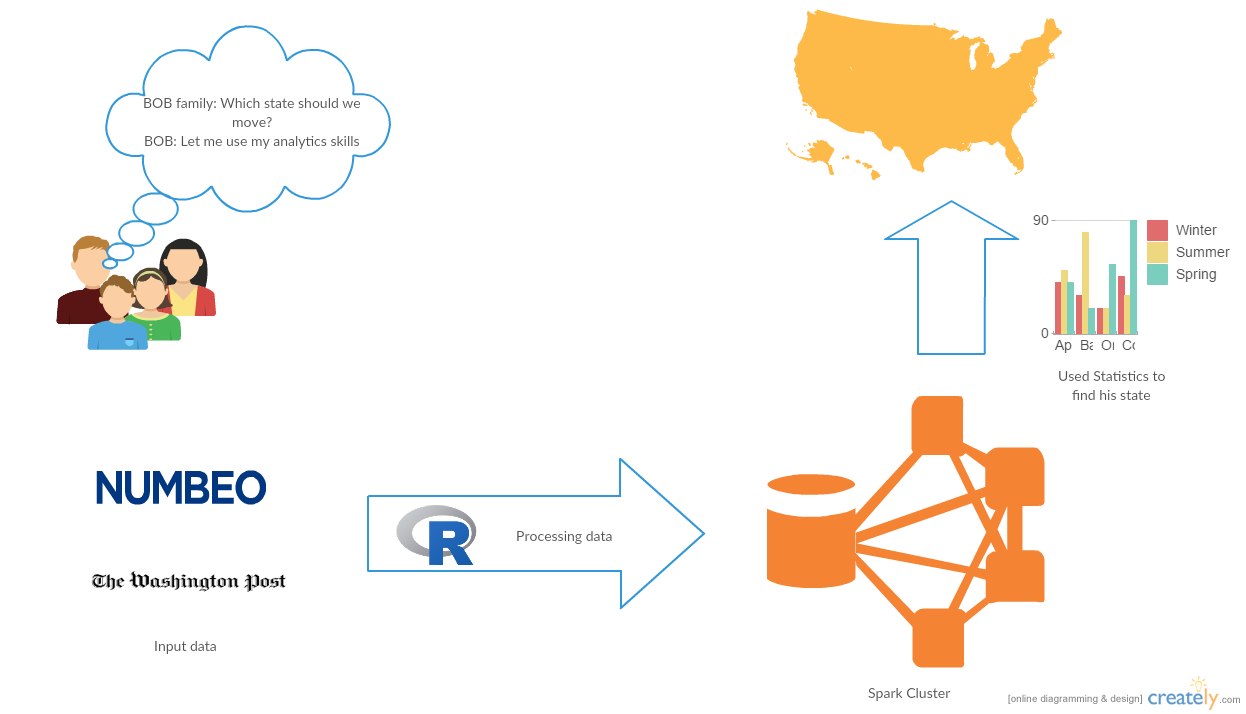 BOB family: Which state should we
move?
BOB: Let me use my analytics skills
90
0
Winter
Summer
Spring
Ap
Used Statistics to
find his state
NUMBEO
The Washington Post
Input data
R
Processing data
Spark Cluster
[online diagramming & design] creately.com